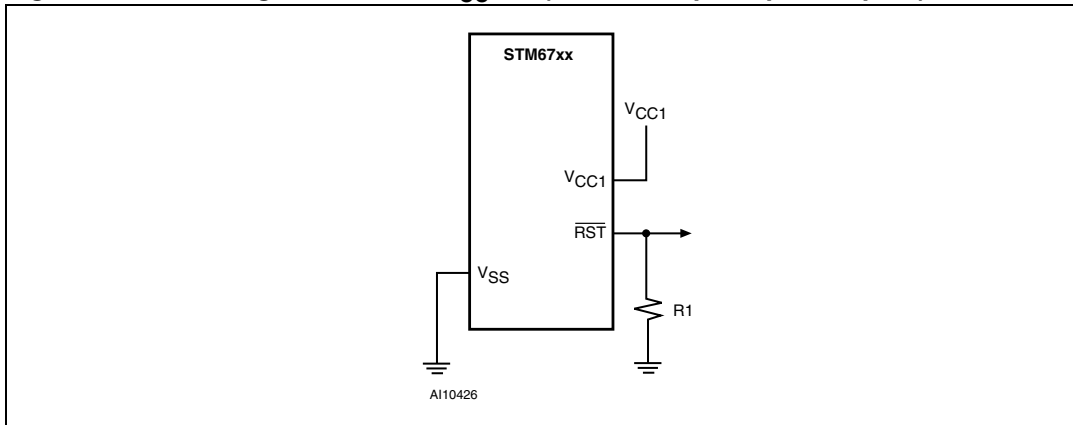 STM67xx
VCC1
VCC1
RST
VSS
R1
AI10426